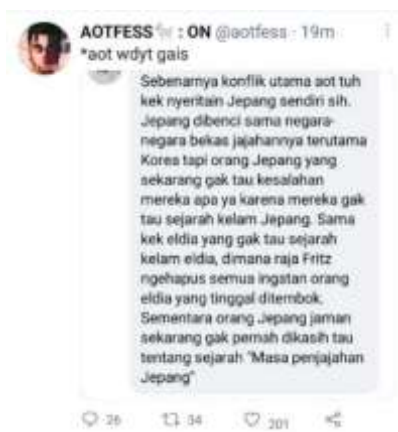 AOTFESS : ON @aotfess · 19m
*aot wdyt gais
Sebenarnya konflik utama aot tuh
kek nyeritain Jepang sendiri sih.
Jepang dibenci sama negara-
negara bekas jajahannya terutama
Korea tapi orang Jepang yang
sekarang gak tau kesalahan
mereka apa ya karena mereka gak
tau sejarah kelam Jepang. Sama
kek eldia yang gak tau sejarah
kelam eldia, dimana raja Fritz
ngehapus semua ingatan orang
eldia yang tinggal ditembok.
Sementara orang Jepang jaman
sekarang gak pernah dikasih tau
tentang sejarah "Masa penjajahan
Jepang"
26 34 201